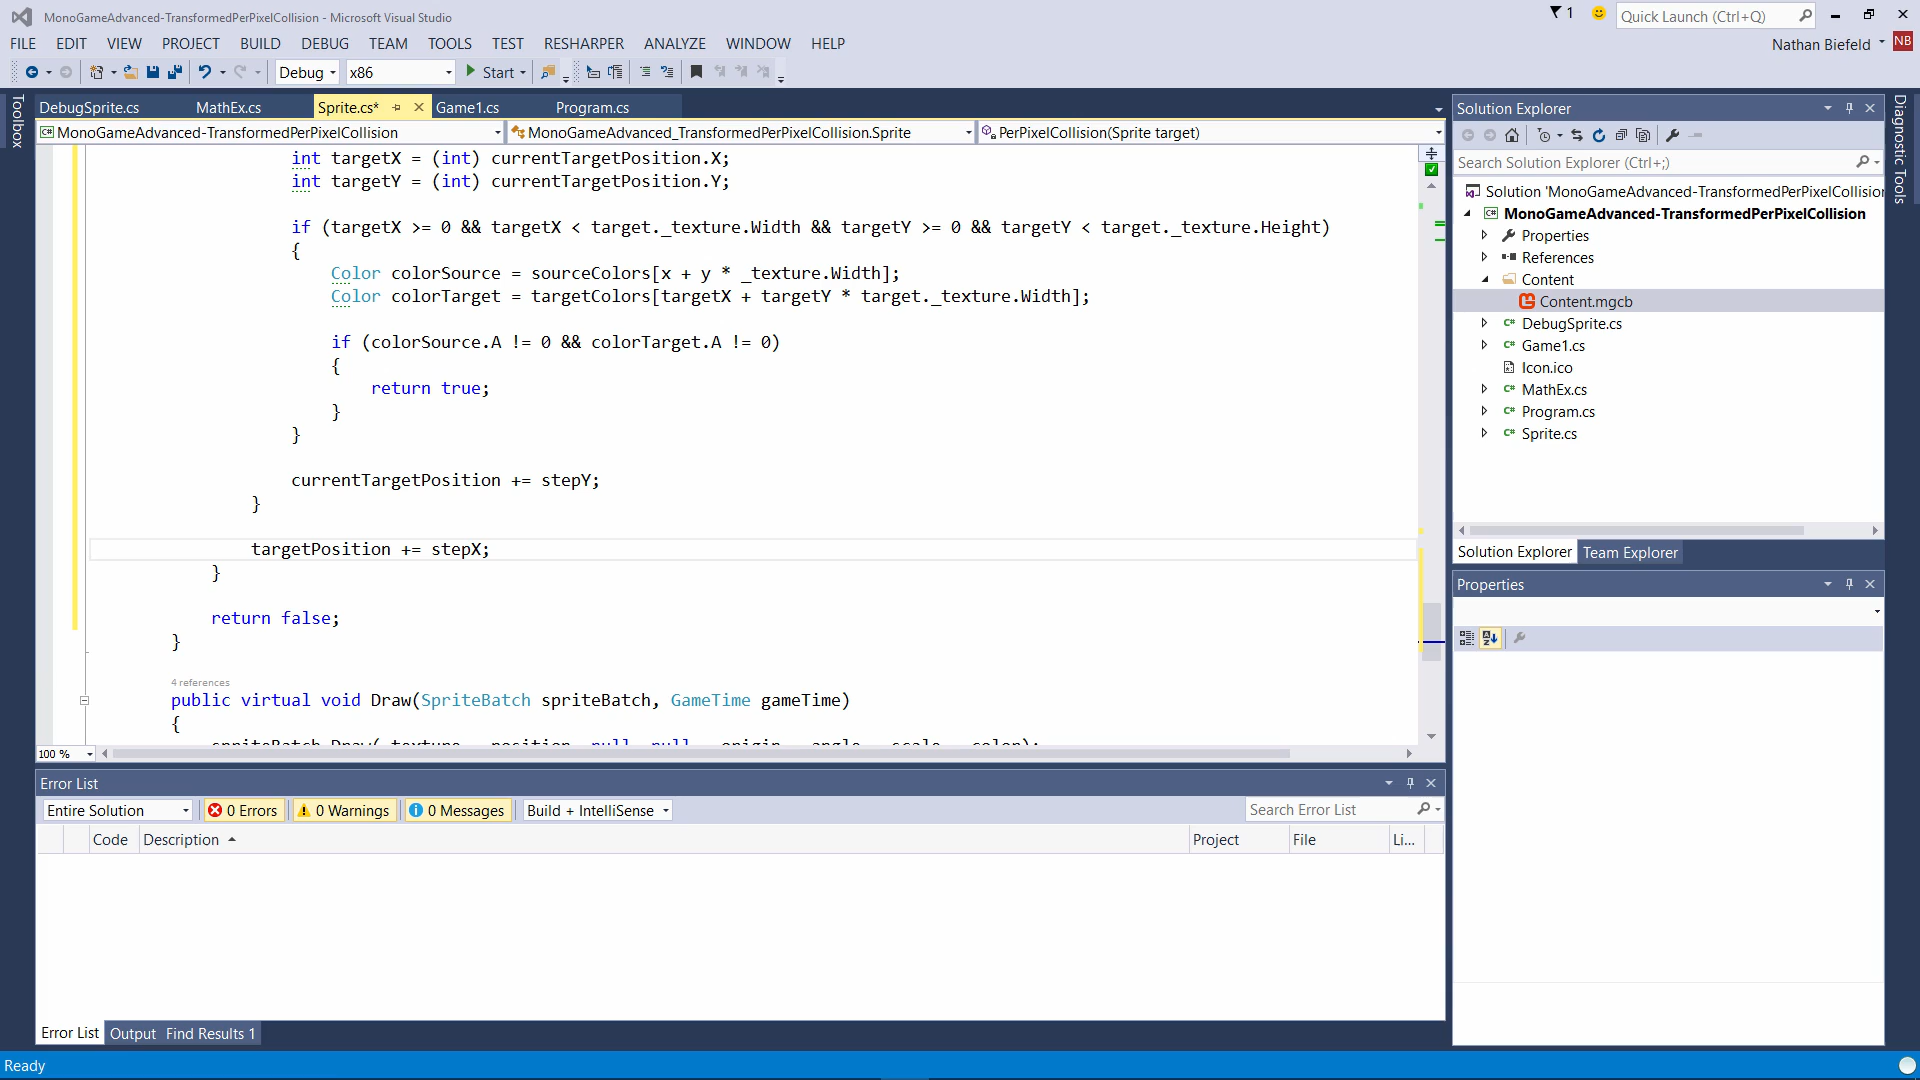 MonoGameAdvanced-TransformedPerPixelCollision - Microsoft Visual Studio
1
Quick Launch (Ctrl+Q)
FILE EDIT VIEW PROJECT BUILD DEBUG TEAM TOOLS TEST RESHARPER ANALYZE WINDOW HELP
Nathan Biefeld
NB
Debug x86 Start
Toolbox
DebugSprite.cs MathEx.cs Sprite.cs* Game1.cs Program.cs
MonoGameAdvanced-TransformedPerPixelCollision MonoGameAdvanced_TransformedPerPixelCollision.Sprite PerPixelCollision(Sprite target)
int targetX = (int) currentTargetPosition.X;
int targetY = (int) currentTargetPosition.Y;
if (targetX >= 0 && targetX < target._texture.Width && targetY >= 0 && targetY < target._texture.Height)
{
Color colorSource = sourceColors[x + y * _texture.Width];
Color colorTarget = targetColors[targetX + targetY * target._texture.Width];
if (colorSource.A != 0 && colorTarget.A != 0)
{
return true;
}
}
currentTargetPosition += stepY;
}
targetPosition += stepX;
}
return false;
}
4 references
public virtual void Draw(SpriteBatch spriteBatch, GameTime gameTime)
{
spriteBatch.Draw(_texture, _position, null, null, _origin, _angle, _scale, _color);
100 %
Error List
Entire Solution 0 Errors 0 Warnings 0 Messages Build + IntelliSense Search Error List
Code Description Project File Li...
Error List Output Find Results 1
Ready
Solution Explorer
Search Solution Explorer (Ctrl+;)
Solution 'MonoGameAdvanced-TransformedPerPixelCollision
MonoGameAdvanced-TransformedPerPixelCollision
Properties
References
Content
Content.mgcb
DebugSprite.cs
Game1.cs
Icon.ico
MathEx.cs
Program.cs
Sprite.cs
Solution Explorer Team Explorer
Properties
Diagnostic Tools